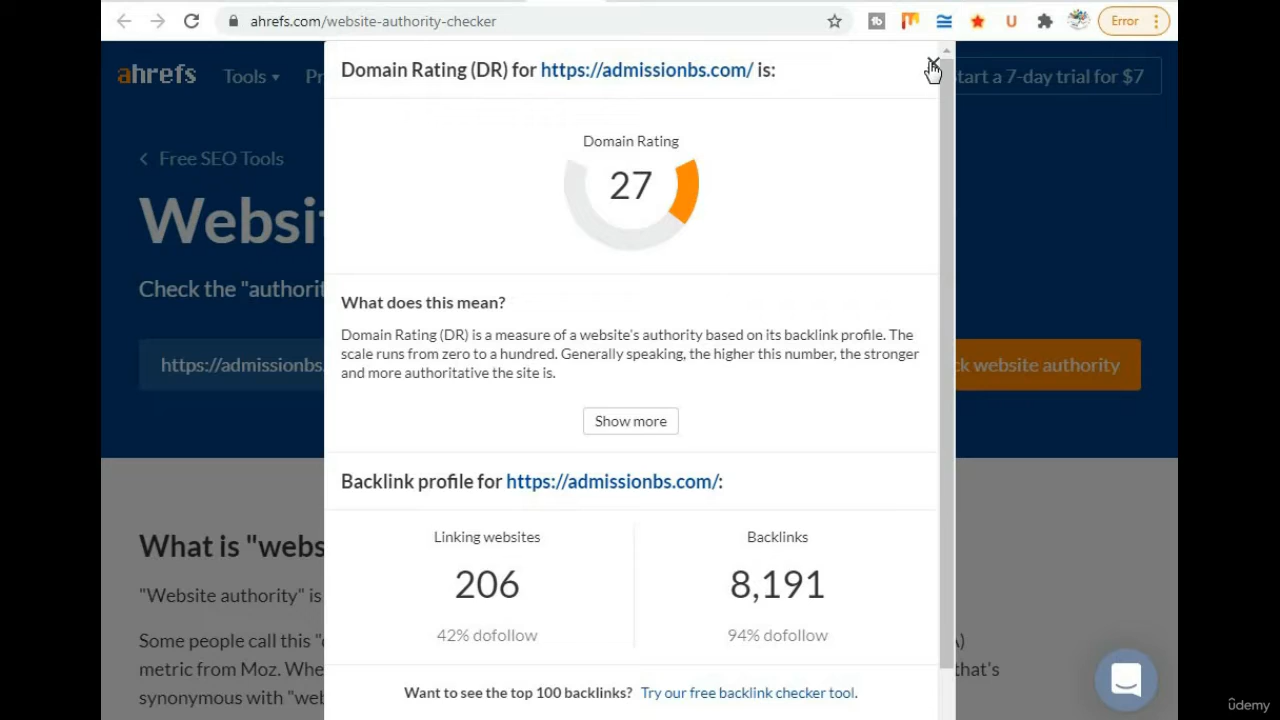 ahrefs.com/website-authority-checker
Error
ahrefs
Tools
Pr
Start a 7-day trial for $7
Domain Rating (DR) for https://admissionbs.com/ is:
Free SEO Tools
Domain Rating
27
Websi
Check the "authorit
https://admissionbs.
ck website authority
What does this mean?
Domain Rating (DR) is a measure of a website's authority based on its backlink profile. The
scale runs from zero to a hundred. Generally speaking, the higher this number, the stronger
and more authoritative the site is.
Show more
Backlink profile for https://admissionbs.com/:
Linking websites
Backlinks
206
8,191
42% dofollow
94% dofollow
What is "webs
"Website authority" is
Some people call this "
A)
metric from Moz. Whe
that's
synonymous with "web
Want to see the top 100 backlinks? Try our free backlink checker tool.
ûdemy